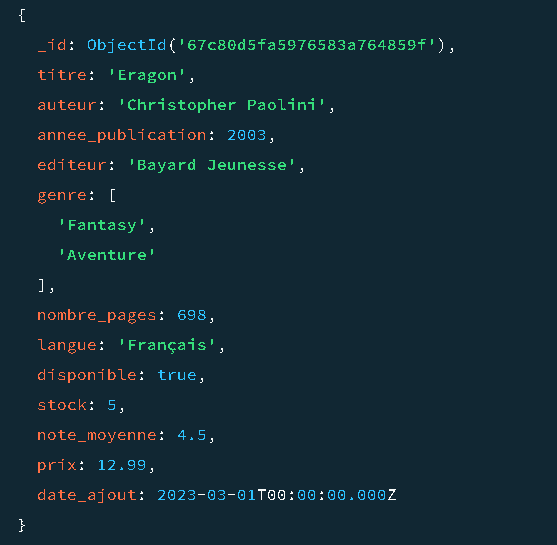 {
_id: ObjectId('67c80d5fa5976583a764859f'),
titre: 'Eragon',
auteur: 'Christopher Paolini',
annee_publication: 2003,
editeur: 'Bayard Jeunesse',
genre: [
'Fantasy',
'Aventure'
],
nombre_pages: 698,
langue: 'Français',
disponible: true,
stock: 5,
note_moyenne: 4.5,
prix: 12.99,
date_ajout: 2023-03-01T00:00:00.000Z
}